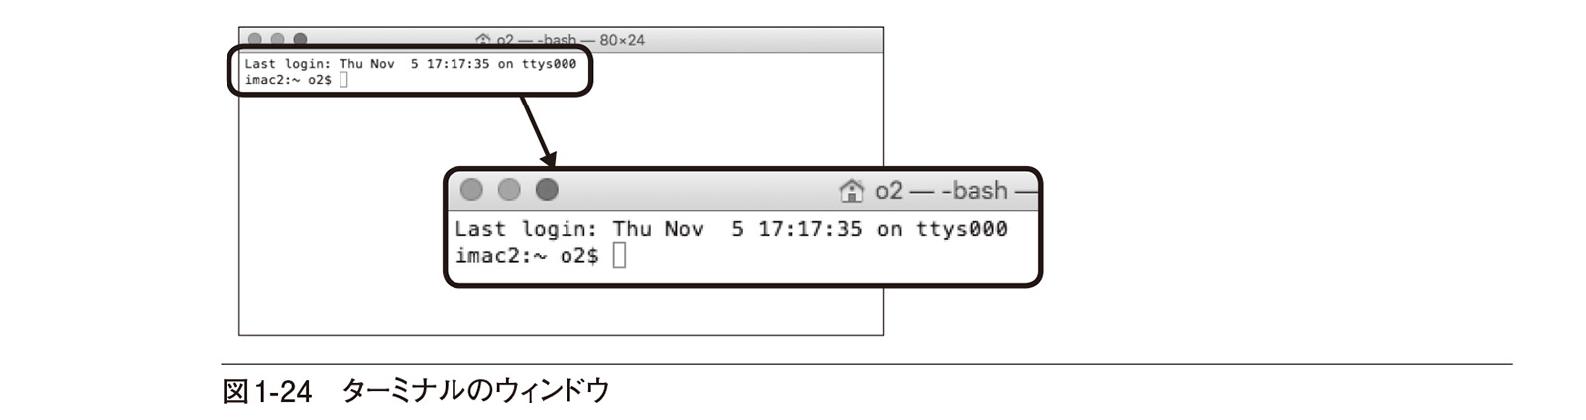 o2 — -bash — 80×24
Last login: Thu Nov  5 17:17:35 on ttys000
imac2:~ o2$
o2 — -bash —
Last login: Thu Nov  5 17:17:35 on ttys000
imac2:~ o2$
図1-24　ターミナルのウィンドウ